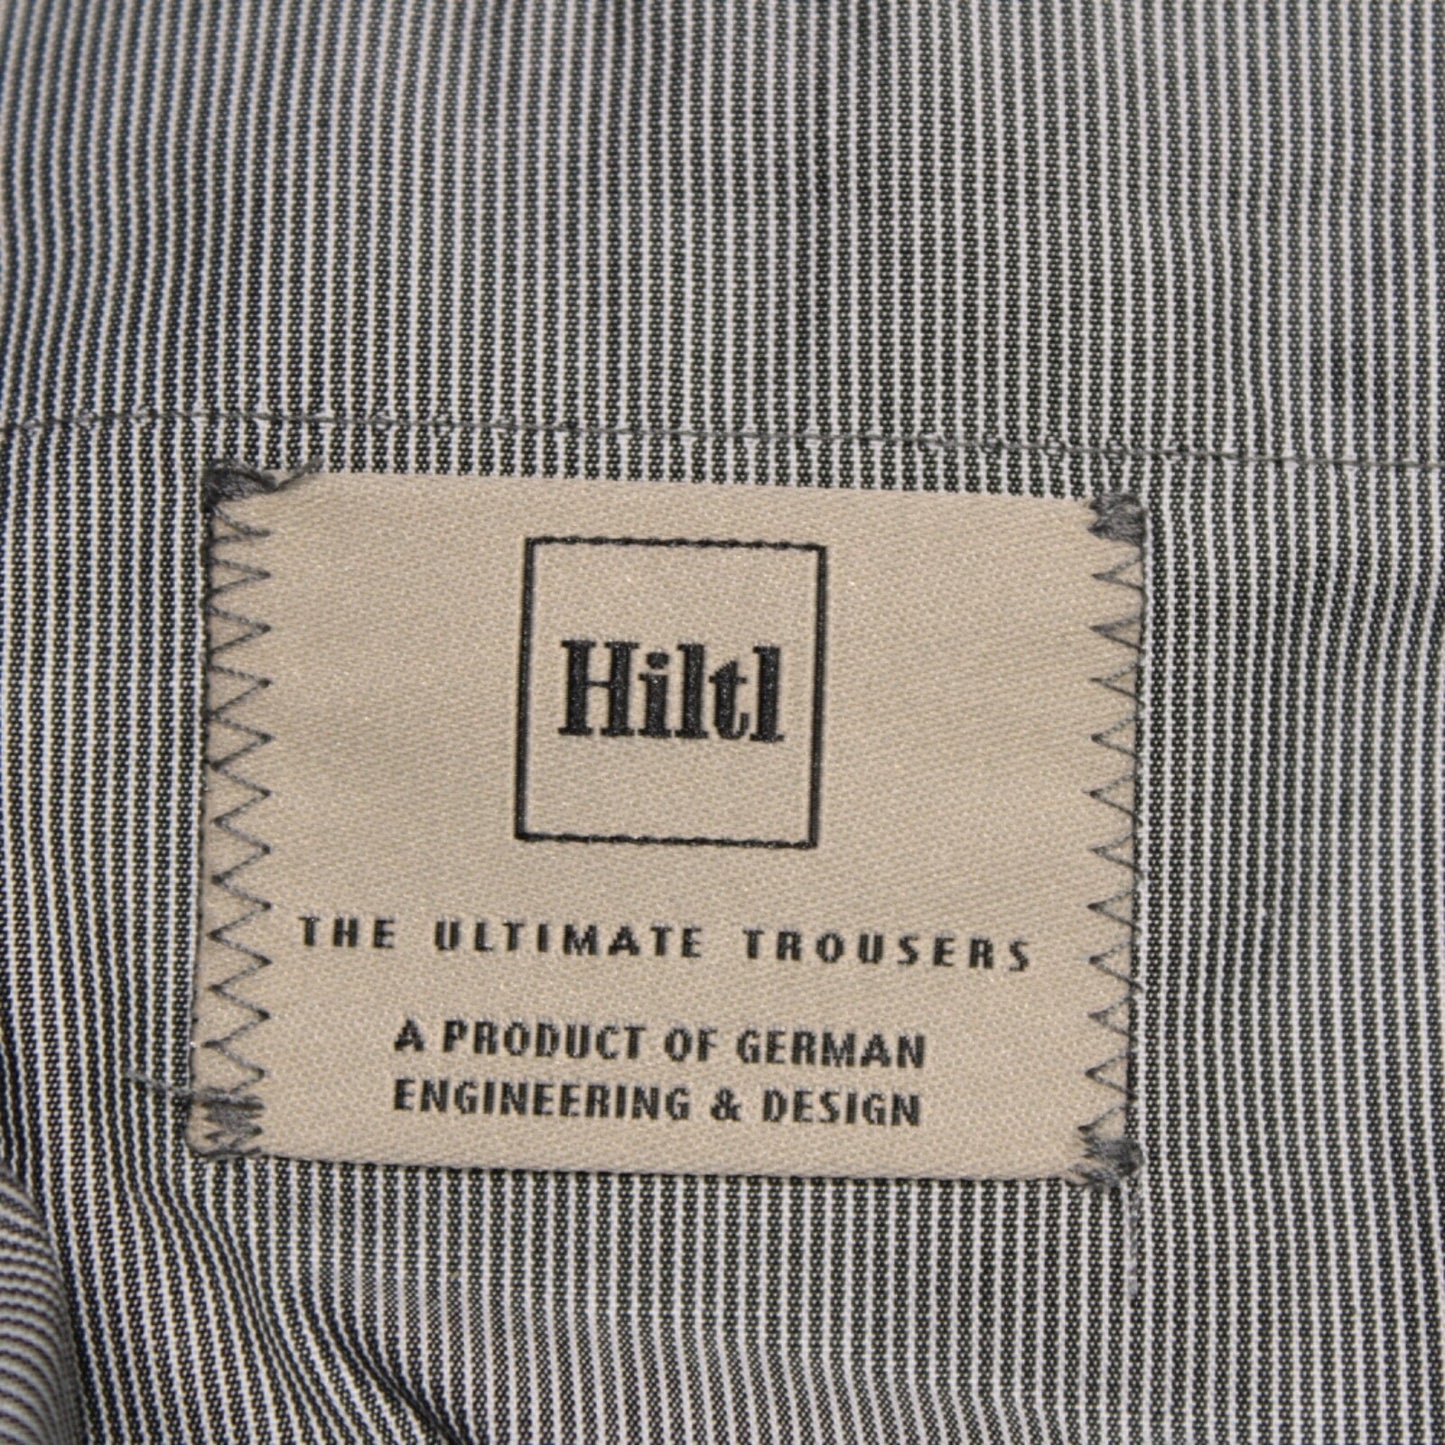 Hiltl
THE ULTIMATE TROUSERS
A PRODUCT OF GERMAN
ENGINEERING & DESIGN